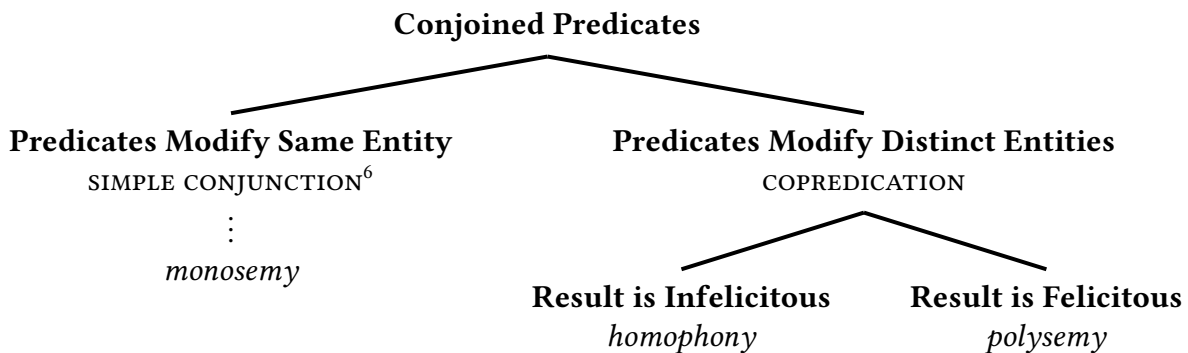 Conjoined Predicates
Predicates Modify Same Entity
SIMPLE CONJUNCTION⁶
⋮
monosemy
Predicates Modify Distinct Entities
COPREDICATION
Result is Infelicitous
homophony
Result is Felicitous
polysemy